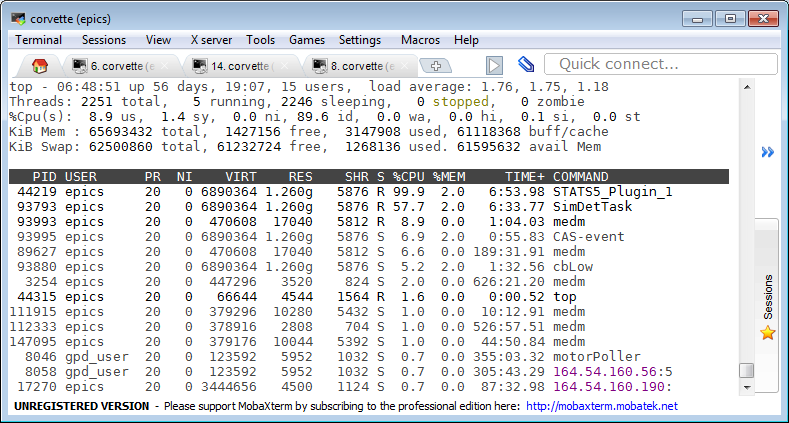 corvette (epics)
Terminal Sessions View X server Tools Games Settings Macros Help
6. corvette (e 14. corvette (e 8. corvette (e Quick connect...
top - 06:48:51 up 56 days, 19:07, 15 users, load average: 1.76, 1.75, 1.18
Threads: 2251 total, 5 running, 2246 sleeping, 0 stopped, 0 zombie
%Cpu(s): 8.9 us, 1.4 sy, 0.0 ni, 89.6 id, 0.0 wa, 0.0 hi, 0.1 si, 0.0 st
KiB Mem : 65693432 total, 1427156 free, 3147908 used, 61118368 buff/cache
KiB Swap: 62500860 total, 61232724 free, 1268136 used. 61595632 avail Mem
PID USER PR NI VIRT RES SHR S %CPU %MEM TIME+ COMMAND
44219 epics 20 0 6890364 1.260g 5876 R 99.9 2.0 6:53.98 STATS5_Plugin_1
93793 epics 20 0 6890364 1.260g 5876 R 57.7 2.0 6:33.77 SimDetTask
93993 epics 20 0 470608 17040 5812 R 8.9 0.0 1:04.03 medm
93995 epics 20 0 6890364 1.260g 5876 S 6.9 2.0 0:55.83 CAS-event
89627 epics 20 0 470608 17040 5812 S 6.6 0.0 189:31.91 medm
93880 epics 20 0 6890364 1.260g 5876 S 5.2 2.0 1:32.56 cbLow
3254 epics 20 0 447296 3520 824 S 2.0 0.0 626:21.20 medm
44315 epics 20 0 66644 4544 1564 R 1.6 0.0 0:00.52 top
111915 epics 20 0 379296 10280 5432 S 1.0 0.0 10:12.91 medm
112333 epics 20 0 378916 2808 704 S 1.0 0.0 526:57.51 medm
147095 epics 20 0 379176 10044 5392 S 1.0 0.0 44:50.84 medm
8046 gpd_user 20 0 123592 5952 1032 S 0.7 0.0 355:03.32 motorPoller
8058 gpd_user 20 0 123592 5952 1032 S 0.7 0.0 305:43.29 164.54.160.56:5
17270 epics 20 0 3444656 4500 1124 S 0.7 0.0 87:32.98 164.54.160.190:
Sessions
UNREGISTERED VERSION - Please support MobaXterm by subscribing to the professional edition here: http://mobaxterm.mobatek.net